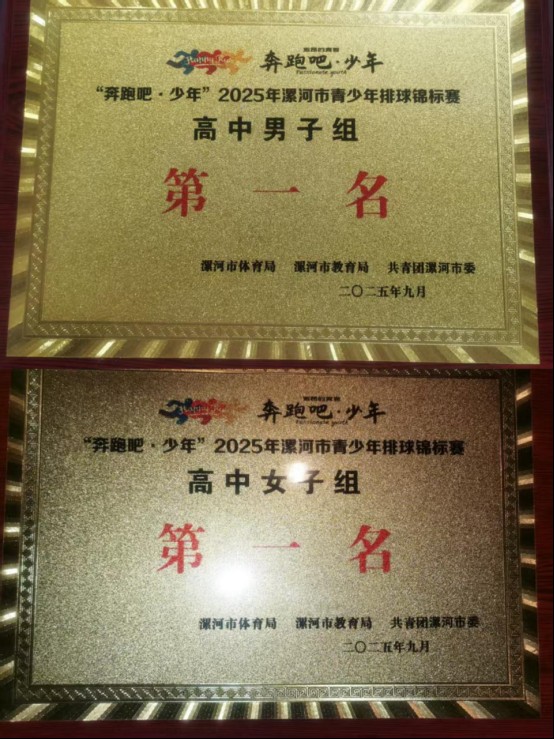 奔跑吧·少年
“奔跑吧·少年”2025年漯河市青少年排球锦标赛
高中男子组
第一名
漯河市体育局 漯河市教育局 共青团漯河市委
二〇二五年九月
奔跑吧·少年
“奔跑吧·少年”2025年漯河市青少年排球锦标赛
高中女子组
第一名
漯河市体育局 漯河市教育局 共青团漯河市委
二〇二五年九月